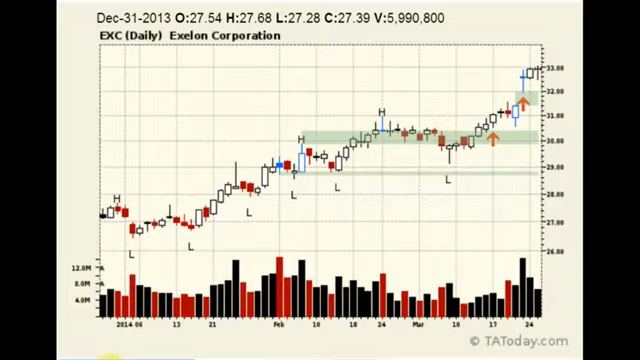 Dec-31-2013 O:27.54 H:27.68 L:27.28 C:27.39 V:5,990,800
EXC (Daily) Exelon Corporation
33.00
32.00
H
31.00
H
30.00
29.00
L
H
L
L
28.00
L
27.00
L
L
26.00
12.0M
A
8.0M
A
4.0M
2014 06 13 21 Feb 10 18 24 Mar 10 17 24
© TAToday.com